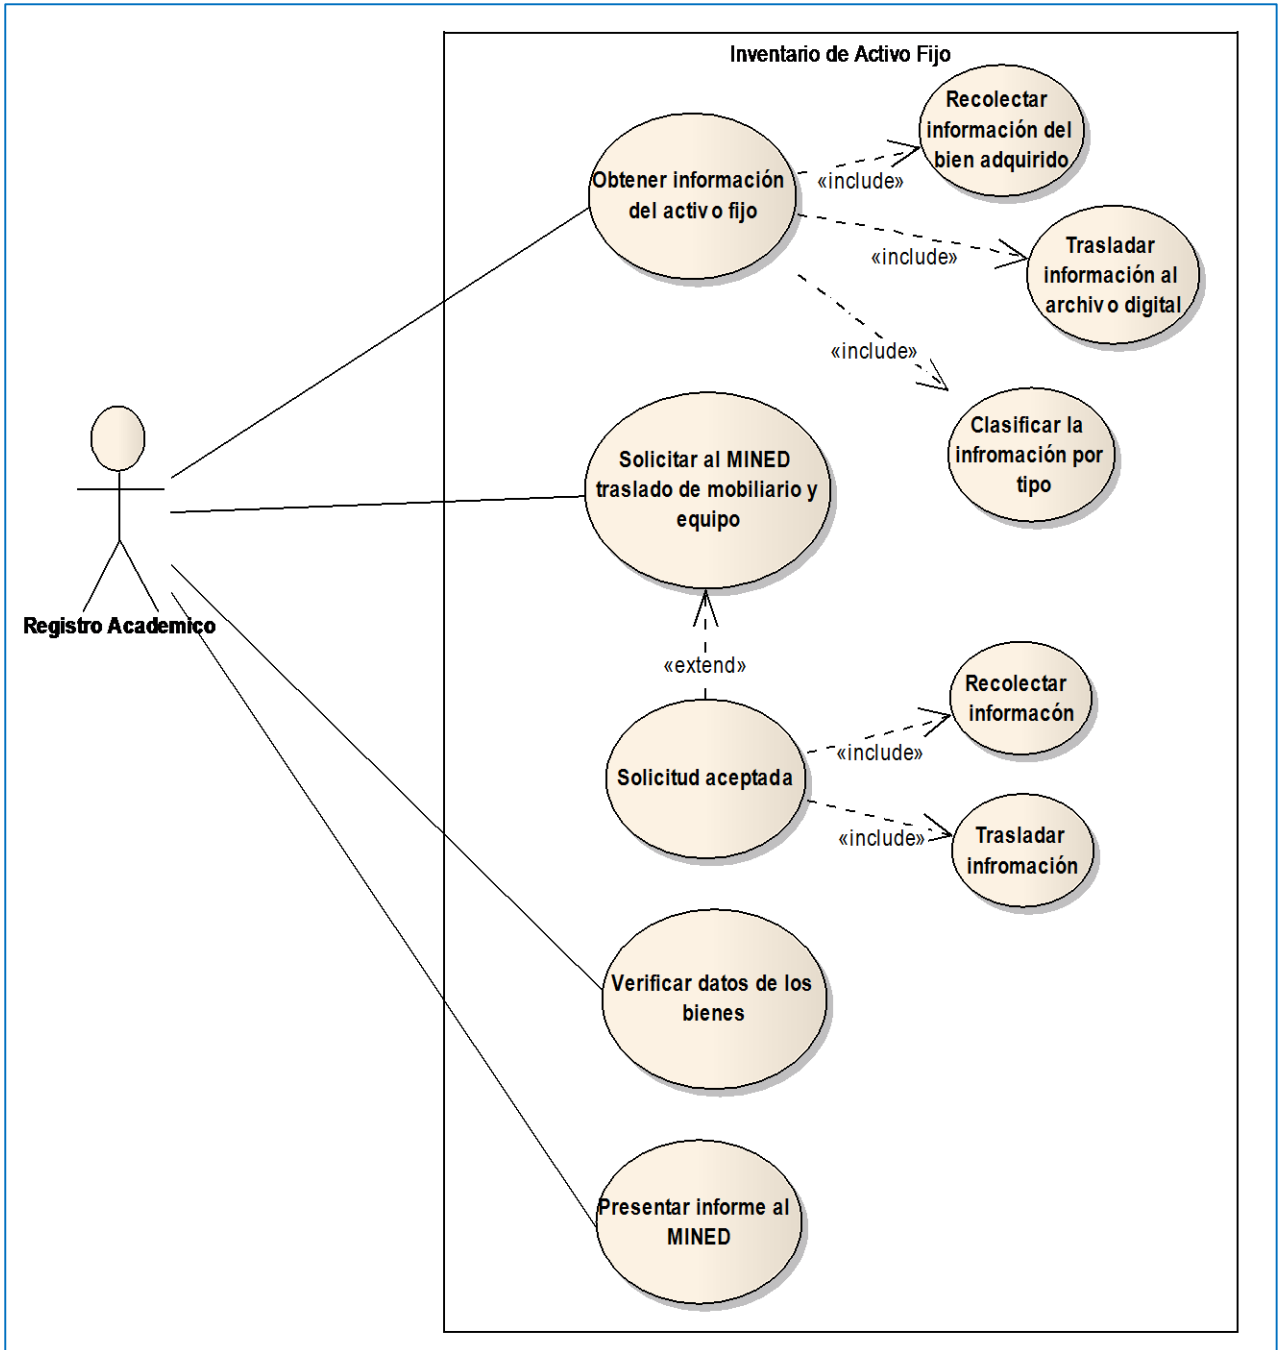 Inventario de Activo Fijo
Recolectar
información del
bien adquirido
Obtener información
del activo fijo
«include»
Trasladar
información al
archivo digital
«include»
«include»
Clasificar la
infromación por
tipo
Solicitar al MINED
traslado de mobiliario y
equipo
Registro Academico
«extend»
Recolectar
informacón
Solicitud aceptada
«include»
Trasladar
infromación
«include»
Verificar datos de los
bienes
Presentar informe al
MINED